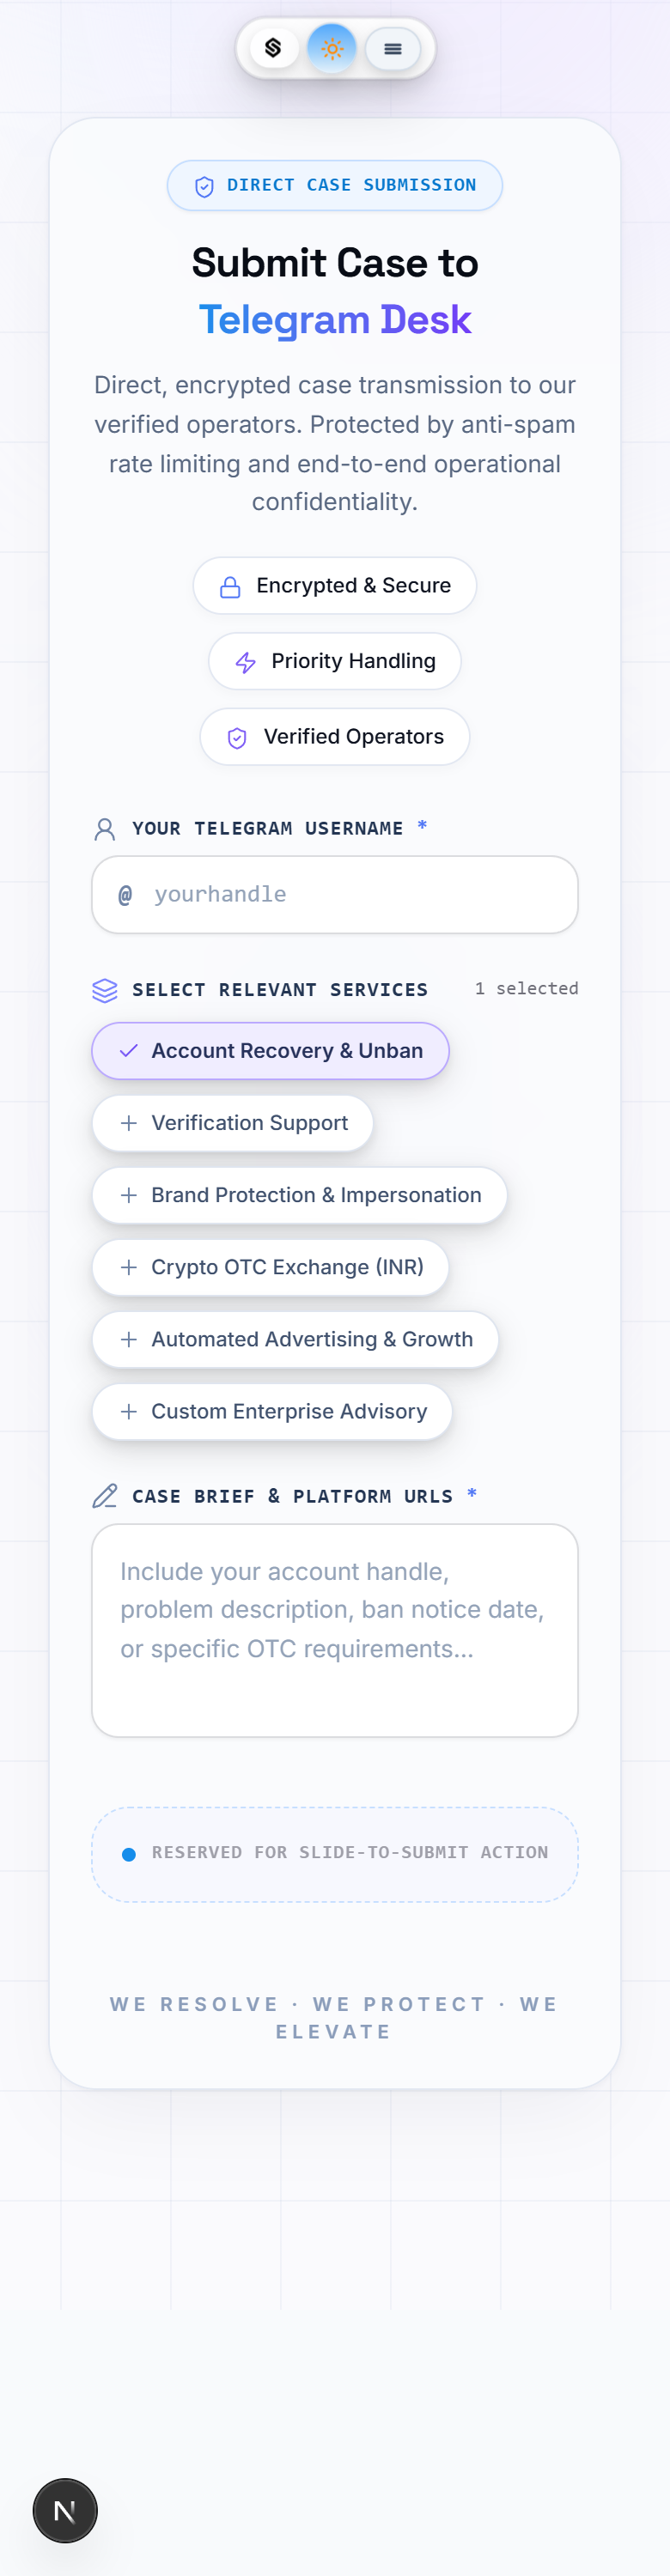 DIRECT CASE SUBMISSION
Submit Case to
Telegram Desk
Direct, encrypted case transmission to our
verified operators. Protected by anti-spam
rate limiting and end-to-end operational
confidentiality.
Encrypted & Secure
Priority Handling
Verified Operators
YOUR TELEGRAM USERNAME *
@ yourhandle
SELECT RELEVANT SERVICES 1 selected
Account Recovery & Unban
Verification Support
Brand Protection & Impersonation
Crypto OTC Exchange (INR)
Automated Advertising & Growth
Custom Enterprise Advisory
CASE BRIEF & PLATFORM URLS *
Include your account handle,
problem description, ban notice date,
or specific OTC requirements...
RESERVED FOR SLIDE-TO-SUBMIT ACTION
WE RESOLVE · WE PROTECT · WE
ELEVATE
N